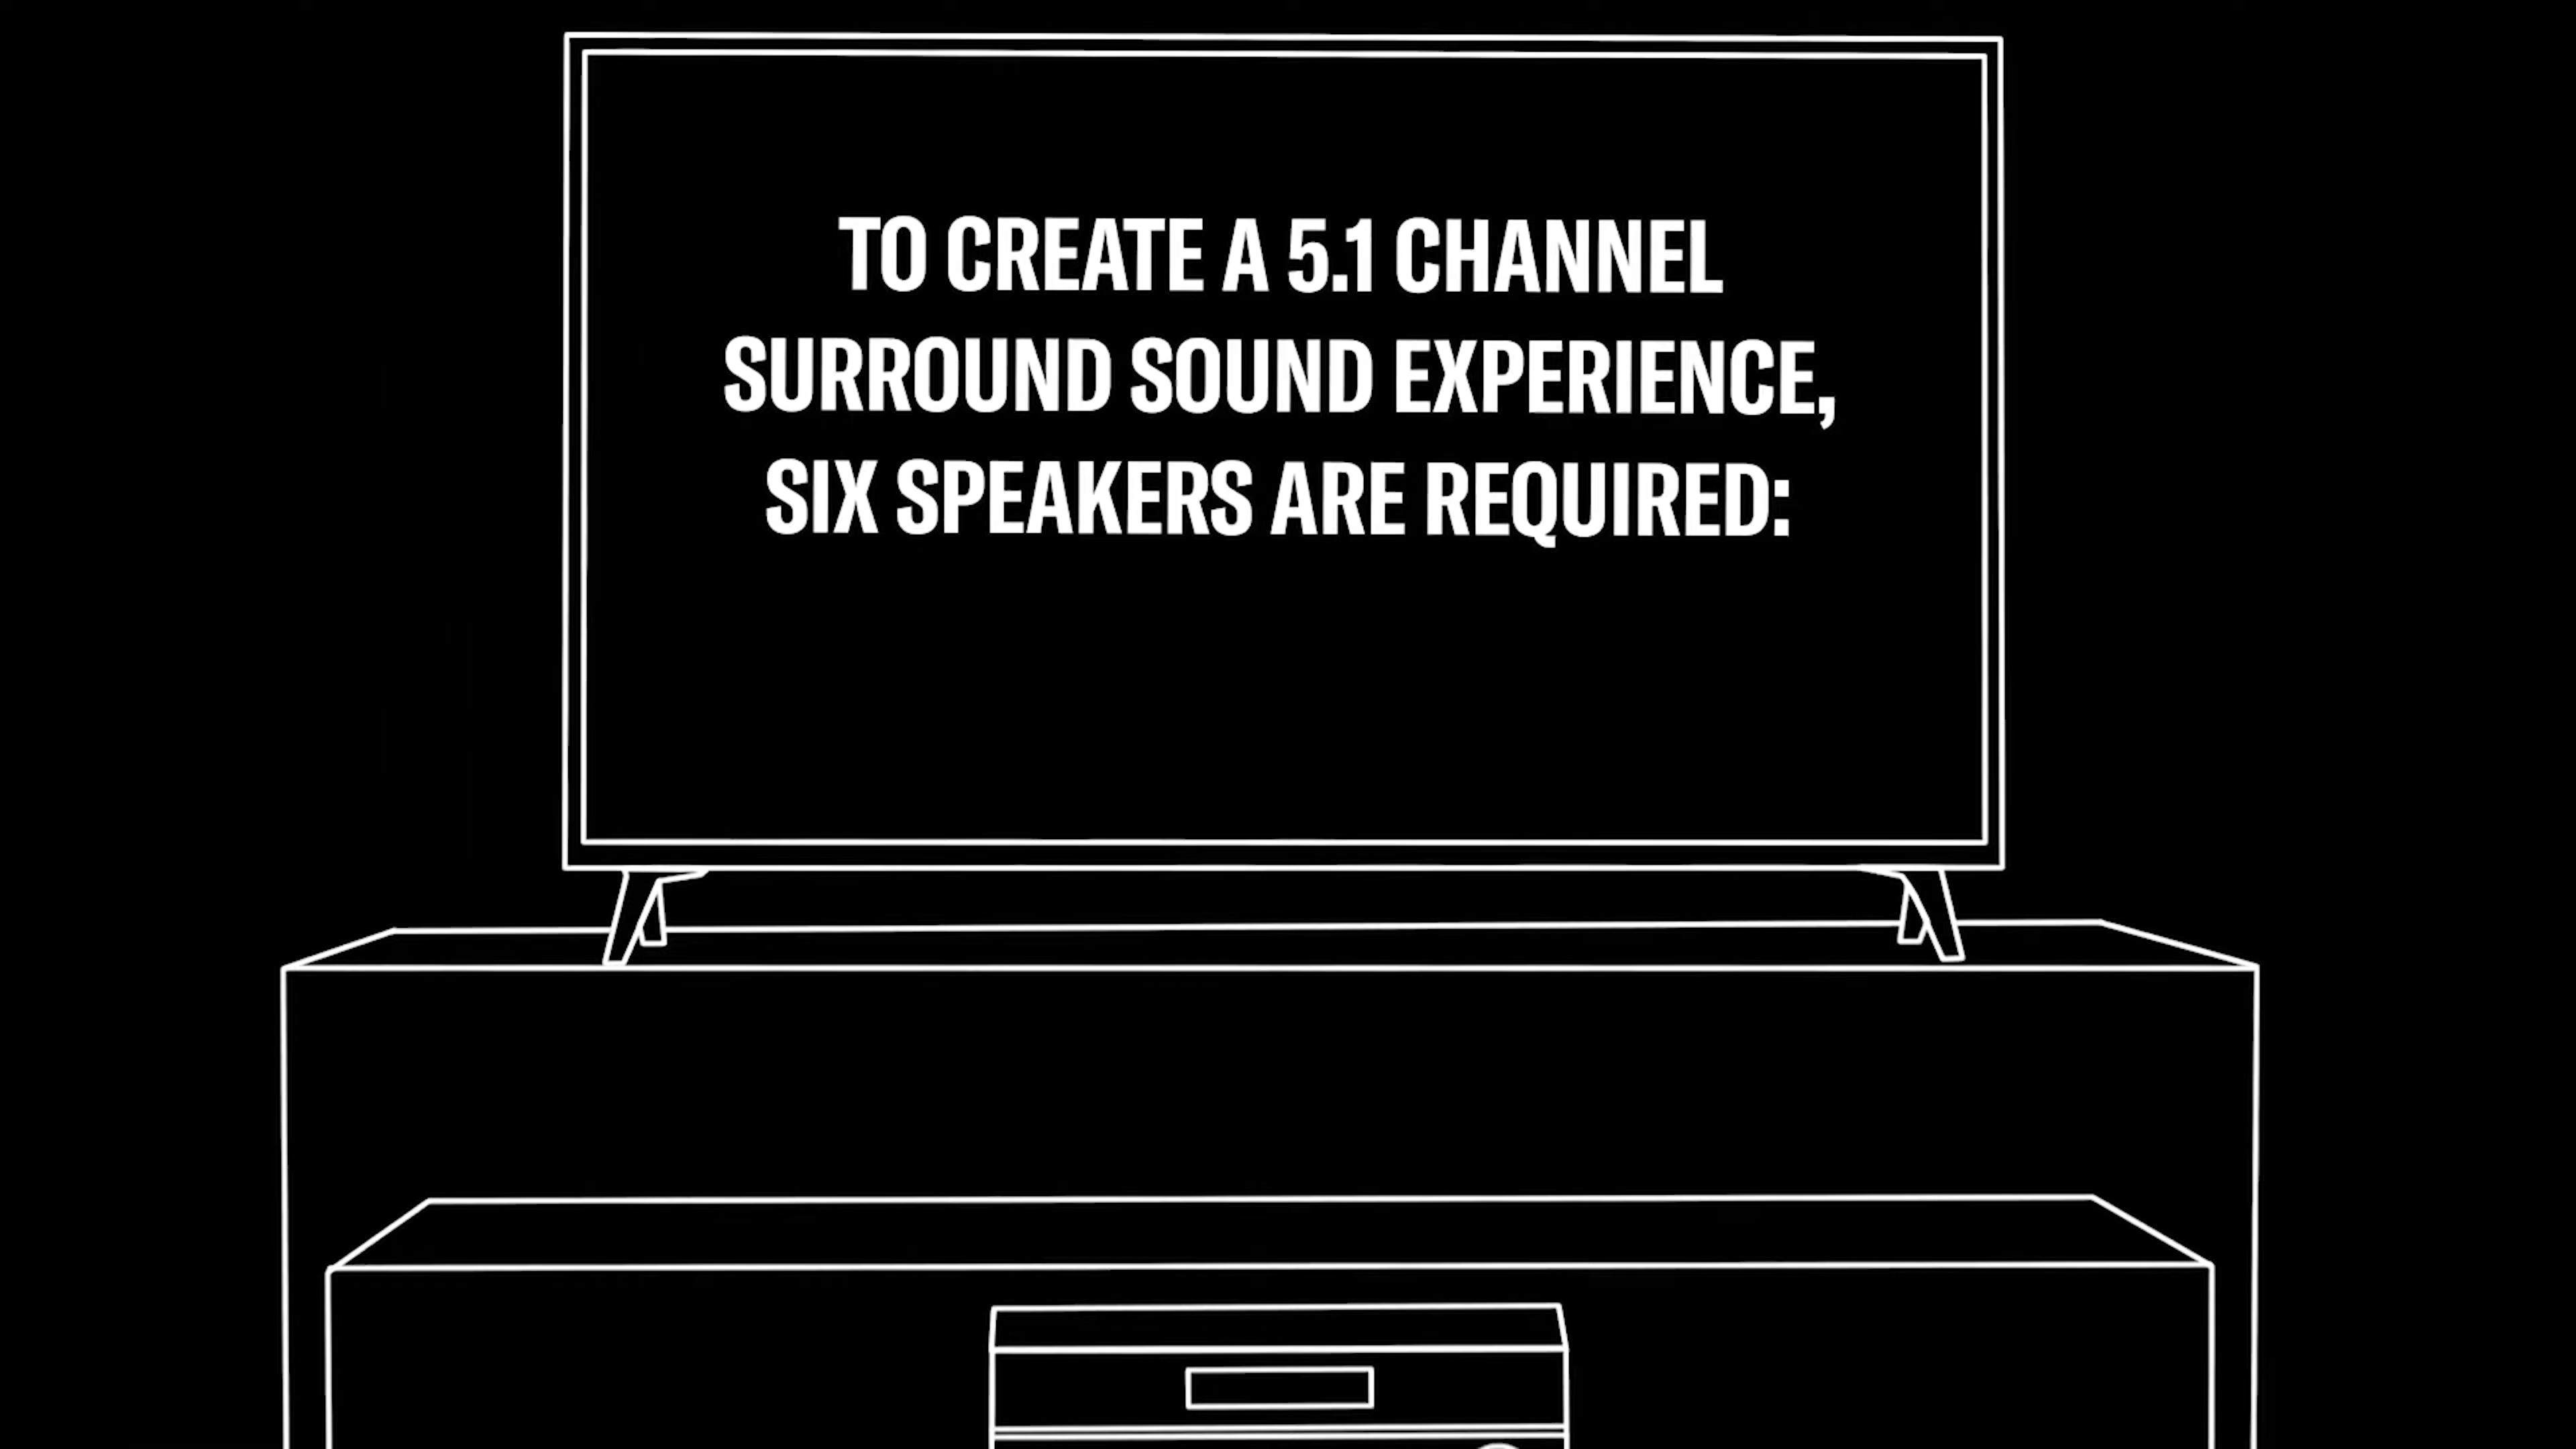 TO CREATE A 5.1 CHANNEL
SURROUND SOUND EXPERIENCE,
SIX SPEAKERS ARE REQUIRED: